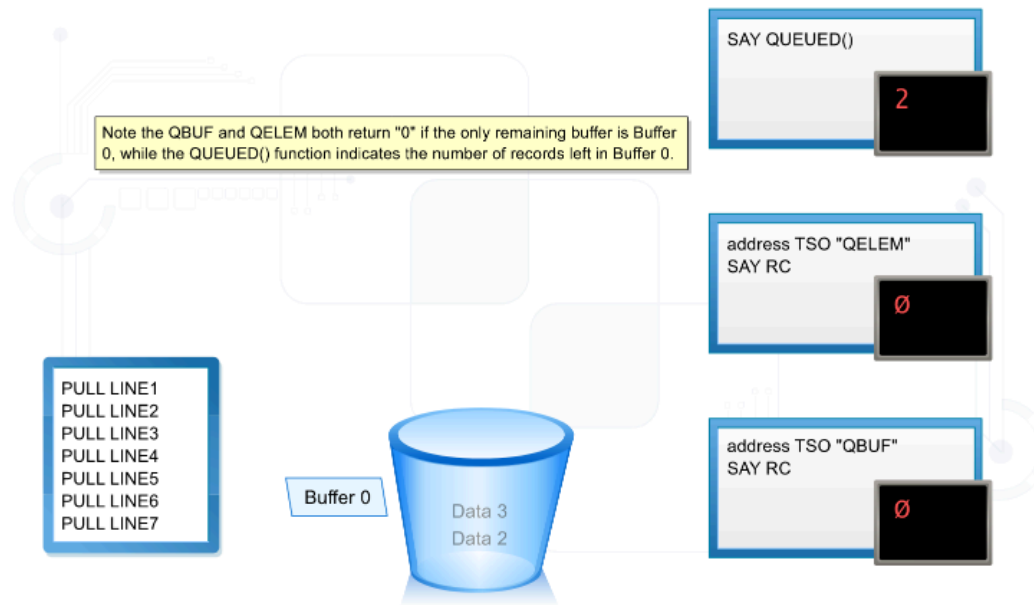 SAY QUEUED()
2
Note the QBUF and QELEM both return "0" if the only remaining buffer is Buffer
0, while the QUEUED() function indicates the number of records left in Buffer 0.
address TSO "QELEM"
SAY RC
Ø
PULL LINE1
PULL LINE2
PULL LINE3
PULL LINE4
PULL LINE5
PULL LINE6
PULL LINE7
Buffer 0
Data 3
Data 2
address TSO "QBUF"
SAY RC
Ø